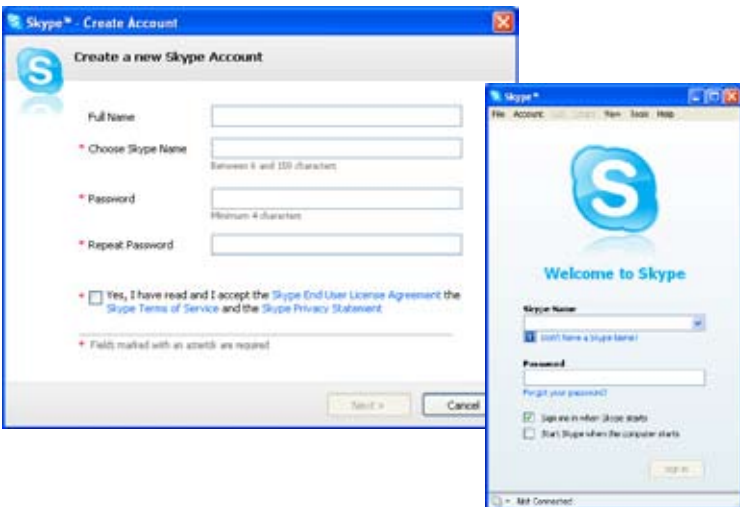 Skype™ - Create Account
Create a new Skype Account
Full Name
* Choose Skype Name
Between 6 and 150 characters
* Password
Minimum 4 characters
* Repeat Password
* Yes, I have read and I accept the Skype End User License Agreement the
Skype Terms of Service and the Skype Privacy Statement
* Fields marked with an asterisk are required
Next >
Cancel
Skype™
File Account View Tools Help
S
Welcome to Skype
Skype Name
Don't have a Skype Name?
Password
Forgot your password?
Sign me in when Skype starts
Start Skype when the computer starts
Sign in
Not Connected